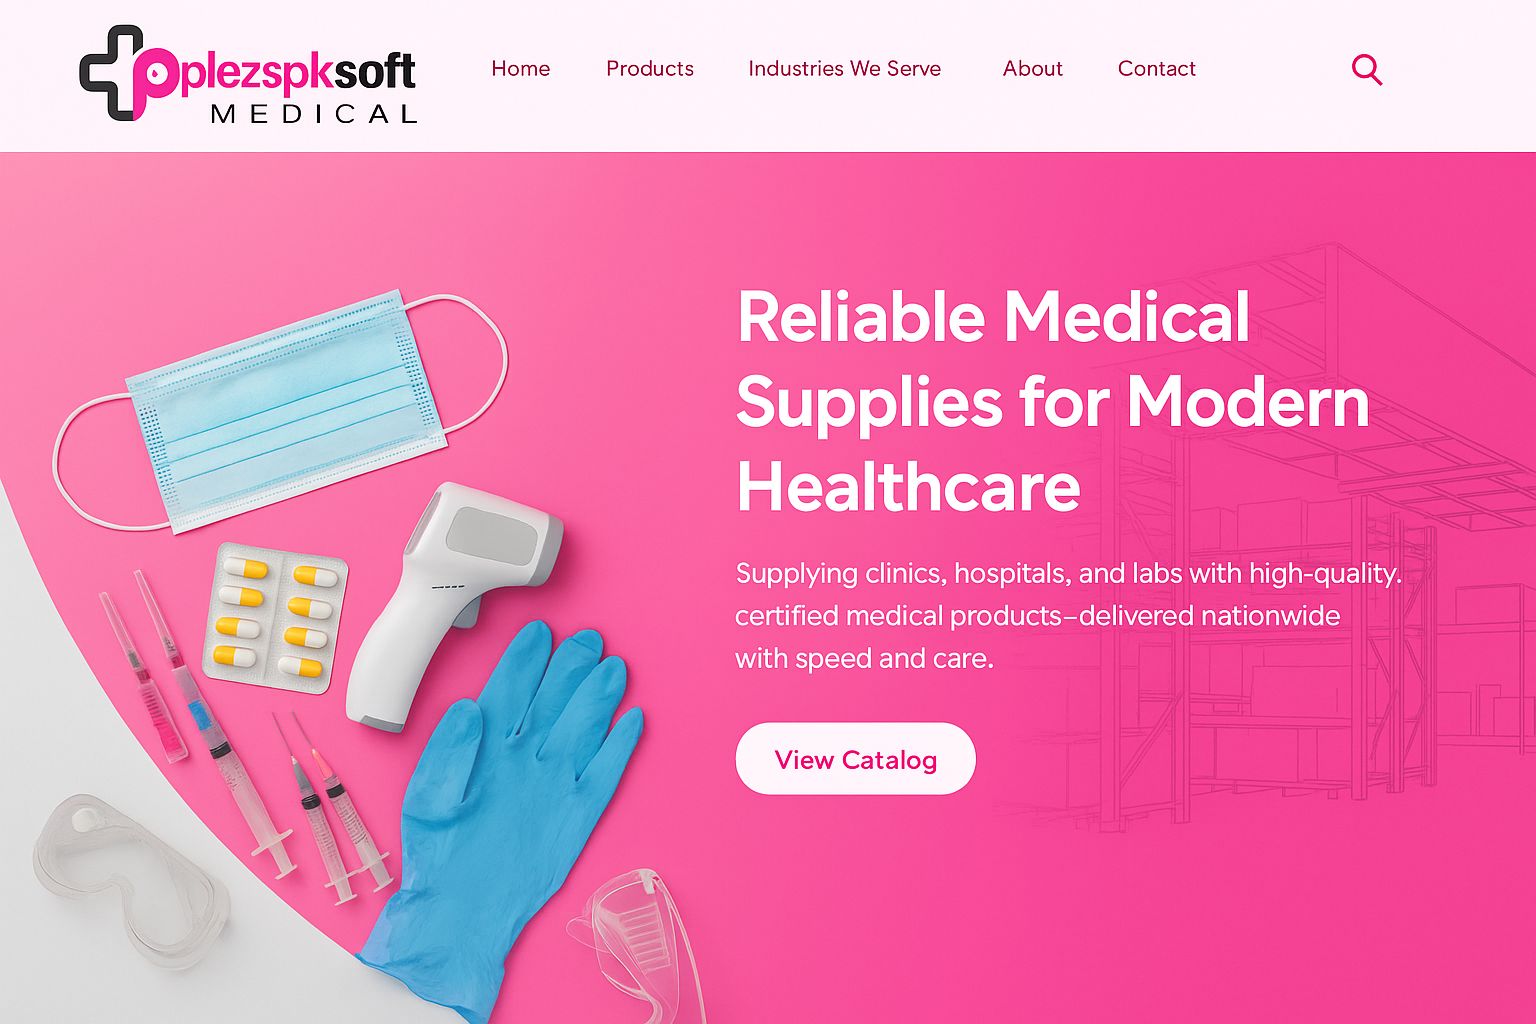 plezspksoft
MEDICAL
Home Products Industries We Serve About Contact
Reliable Medical
Supplies for Modern
Healthcare
Supplying clinics, hospitals, and labs with high-quality.
certified medical products–delivered nationwide
with speed and care.
View Catalog